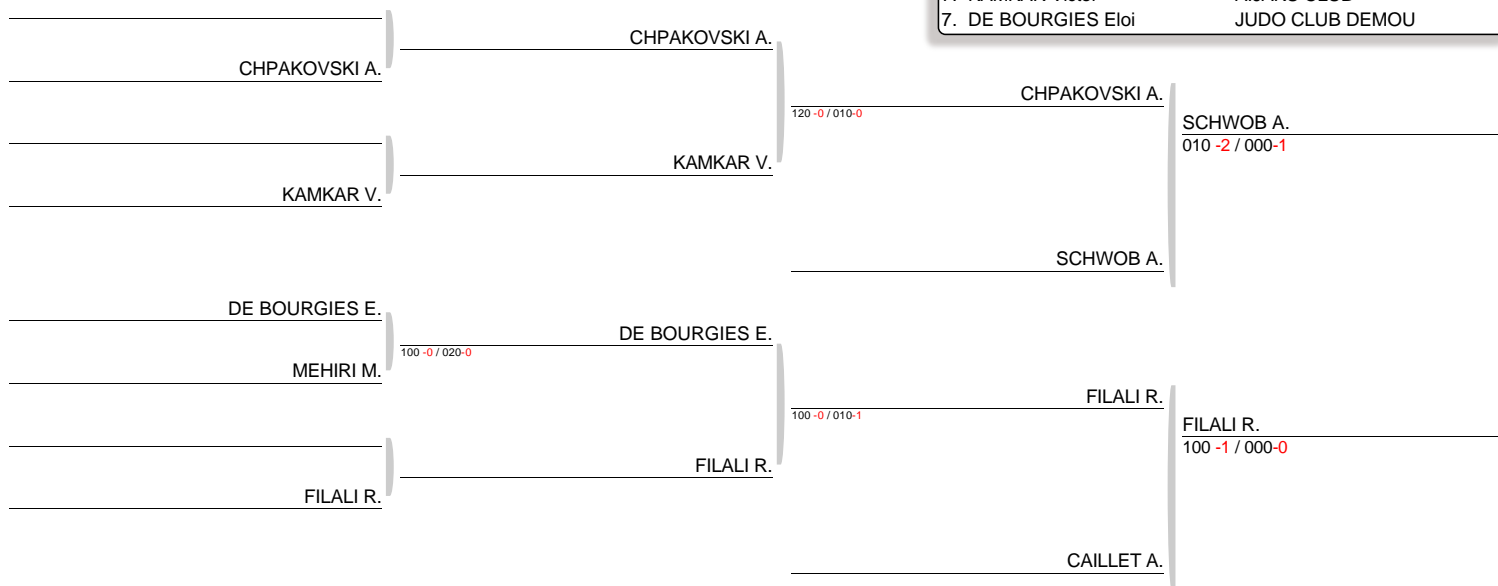 7. DE BOURGIES Eloi JUDO CLUB DEMOU
CHPAKOVSKI A.
CHPAKOVSKI A.
CHPAKOVSKI A.
120 -0 / 010-0
SCHWOB A.
010 -2 / 000-1
KAMKAR V.
KAMKAR V.
SCHWOB A.
DE BOURGIES E.
DE BOURGIES E.
100 -0 / 020-0
MEHIRI M.
FILALI R.
100 -0 / 010-1
FILALI R.
100 -1 / 000-0
FILALI R.
FILALI R.
CAILLET A.